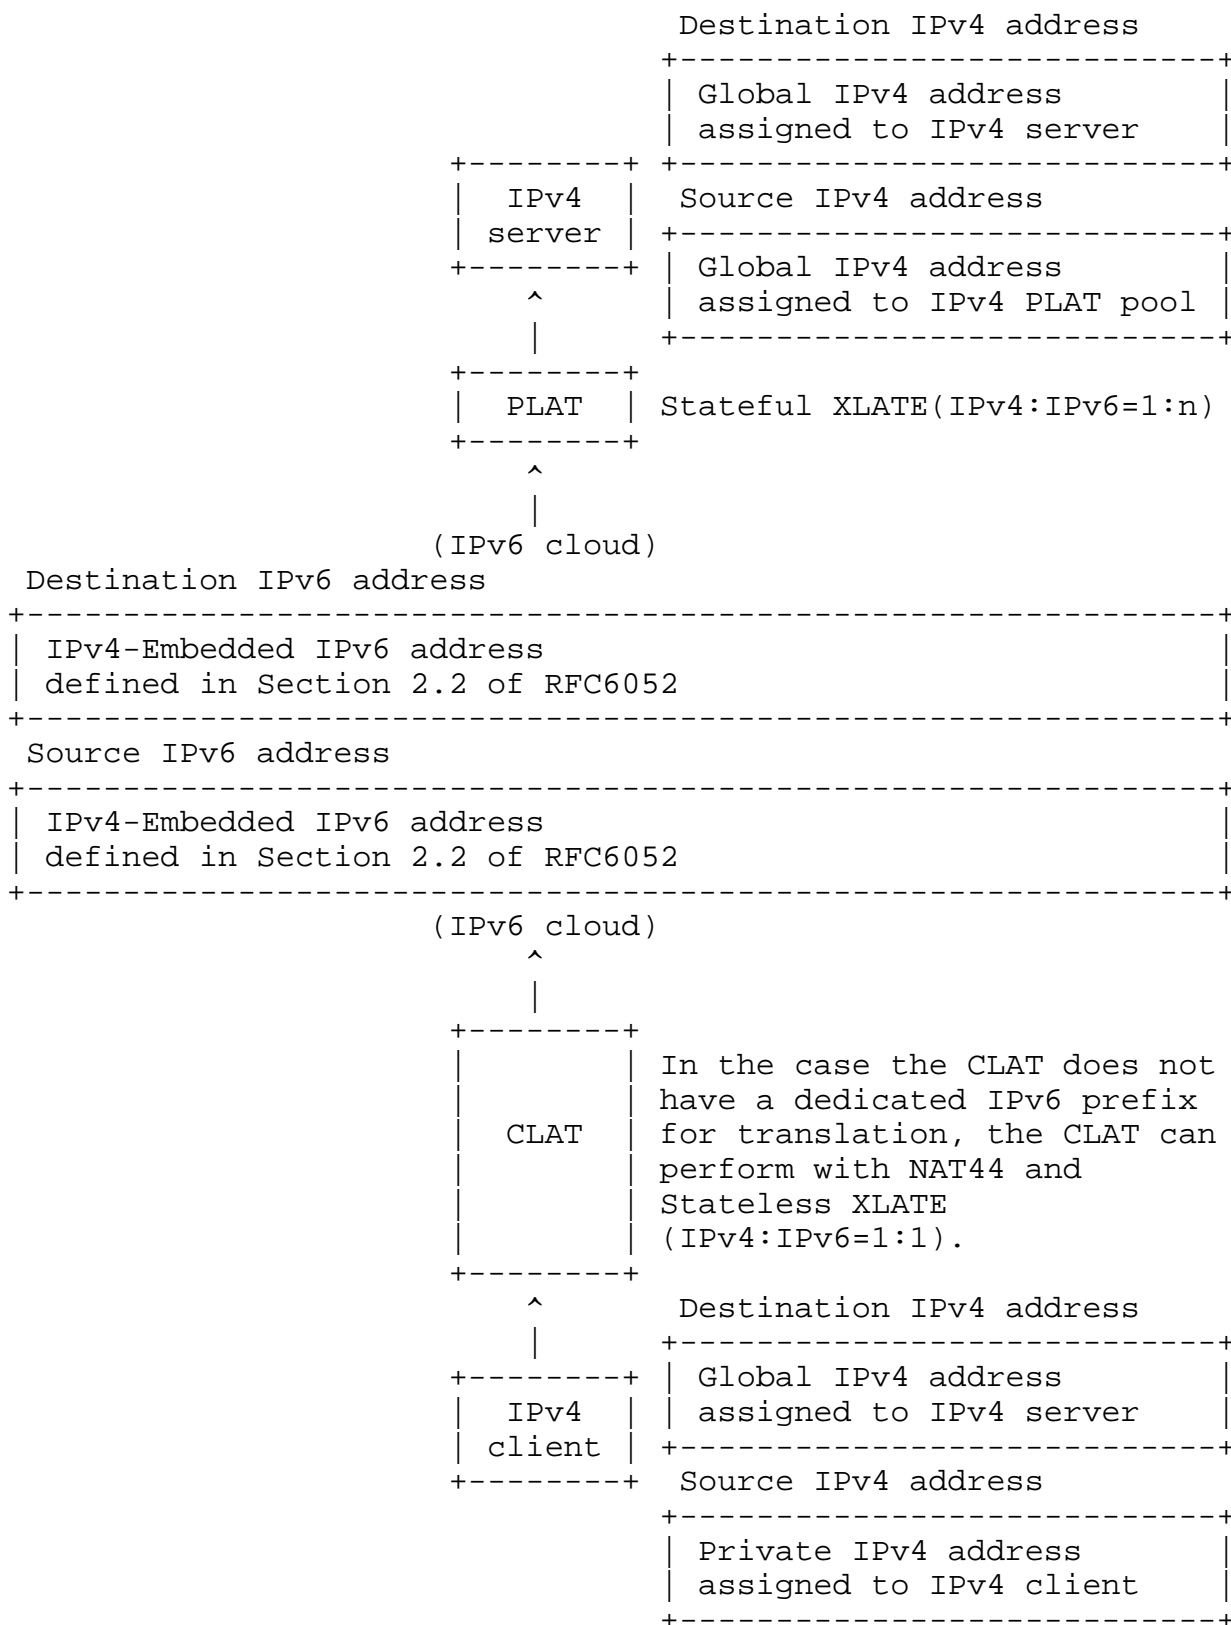 Destination IPv4 address
Global IPv4 address
assigned to IPv4 server
IPv4
server
Source IPv4 address
Global IPv4 address
assigned to IPv4 PLAT pool
PLAT
Stateful XLATE(IPv4:IPv6=1:n)
(IPv6 cloud)
Destination IPv6 address
IPv4-Embedded IPv6 address
defined in Section 2.2 of RFC6052
Source IPv6 address
IPv4-Embedded IPv6 address
defined in Section 2.2 of RFC6052
(IPv6 cloud)
CLAT
In the case the CLAT does not
have a dedicated IPv6 prefix
for translation, the CLAT can
perform with NAT44 and
Stateless XLATE
(IPv4:IPv6=1:1).
Destination IPv4 address
Global IPv4 address
assigned to IPv4 server
IPv4
client
Source IPv4 address
Private IPv4 address
assigned to IPv4 client